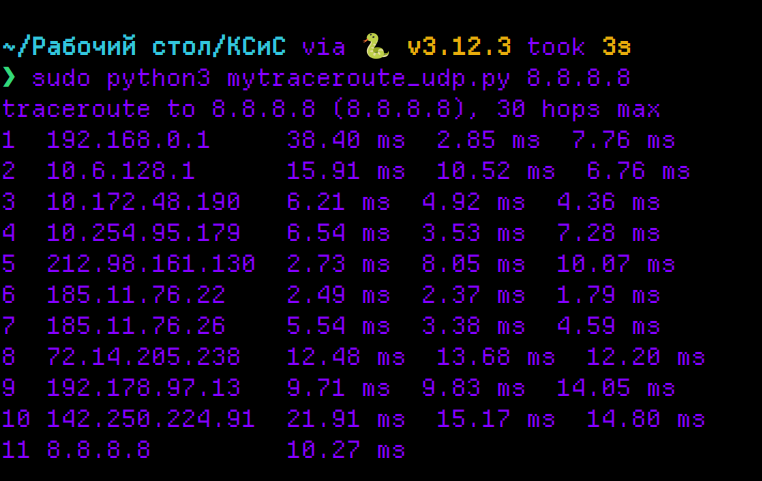 ~/Рабочий стол/КСиС via 🐍 v3.12.3 took 3s
❯ sudo python3 mytraceroute_udp.py 8.8.8.8
traceroute to 8.8.8.8 (8.8.8.8), 30 hops max
1  192.168.0.1     38.40 ms  2.85 ms  7.76 ms
2  10.6.128.1      15.91 ms  10.52 ms  6.76 ms
3  10.172.48.190   6.21 ms  4.92 ms  4.36 ms
4  10.254.95.179   6.54 ms  3.53 ms  7.28 ms
5  212.98.161.130  2.73 ms  8.05 ms  10.07 ms
6  185.11.76.22    2.49 ms  2.37 ms  1.79 ms
7  185.11.76.26    5.54 ms  3.38 ms  4.59 ms
8  72.14.205.238   12.48 ms  13.68 ms  12.20 ms
9  192.178.97.13   9.71 ms  9.83 ms  14.05 ms
10 142.250.224.91  21.91 ms  15.17 ms  14.80 ms
11 8.8.8.8         10.27 ms